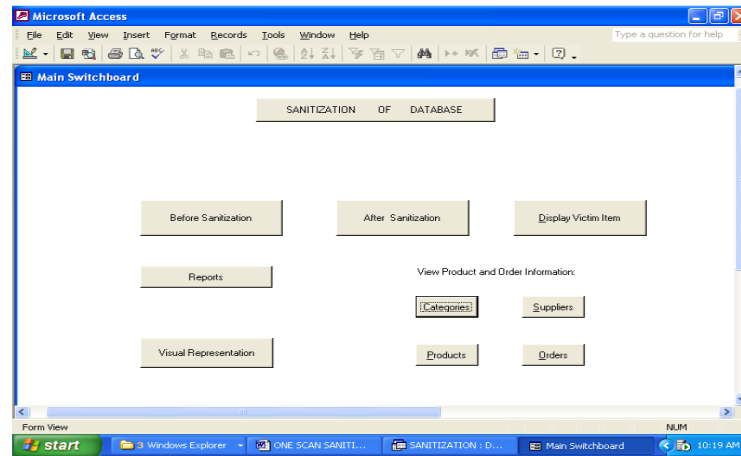 Microsoft Access
File Edit View Insert Format Records Tools Window Help Type a question for help
Main Switchboard
SANITIZATION OF DATABASE
Before Sanitization After Sanitization Display Victim Item
Reports View Product and Order Information:
Categories Suppliers
Visual Representation Products Orders
Form View NUM
start 3 Windows Explorer ONE SCAN SANITI... SANITIZATION : D... Main Switchboard 10:19 AM